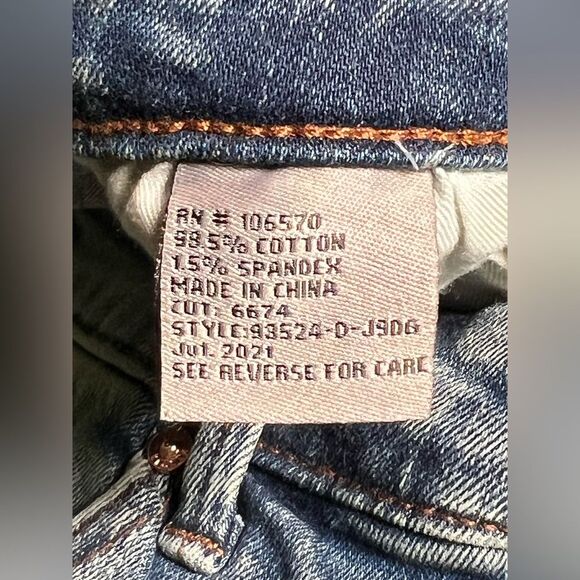 RN # 106570
98.5% COTTON
1.5% SPANDEX
MADE IN CHINA
CUT: 6674
STYLE:93524-D-J9DG
Jul. 2021
SEE REVERSE FOR CARE